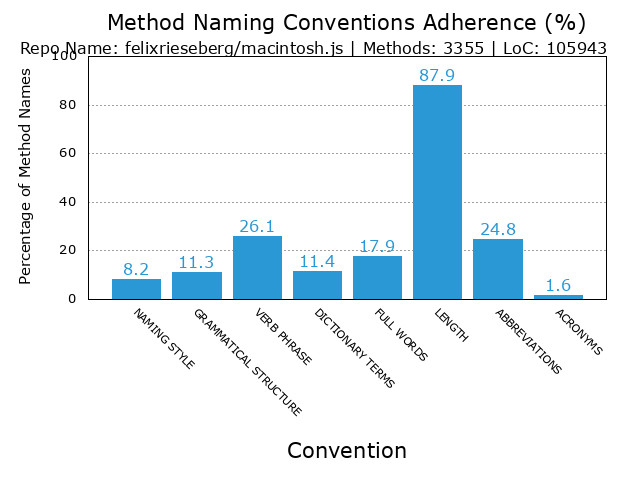 Method Naming Conventions Adherence (%)
Repo Name: felixrieseberg/macintosh.js | Methods: 3355 | LoC: 105943
Percentage of Method Names
100
80
60
40
20
0
8.2
11.3
26.1
11.4
17.9
87.9
24.8
1.6
NAMING STYLE
GRAMMATICAL STRUCTURE
VERB PHRASE
DICTIONARY TERMS
FULL WORDS
LENGTH
ABBREVIATIONS
ACRONYMS
Convention